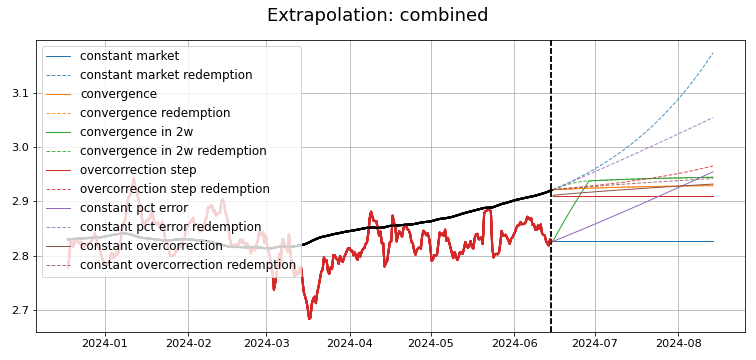 Extrapolation: combined
constant market
constant market redemption
convergence
convergence redemption
convergence in 2w
convergence in 2w redemption
overcorrection step
overcorrection step redemption
constant pct error
constant pct error redemption
constant overcorrection
constant overcorrection redemption
3.1
3.0
2.9
2.8
2.7
2024-01 2024-02 2024-03 2024-04 2024-05 2024-06 2024-07 2024-08